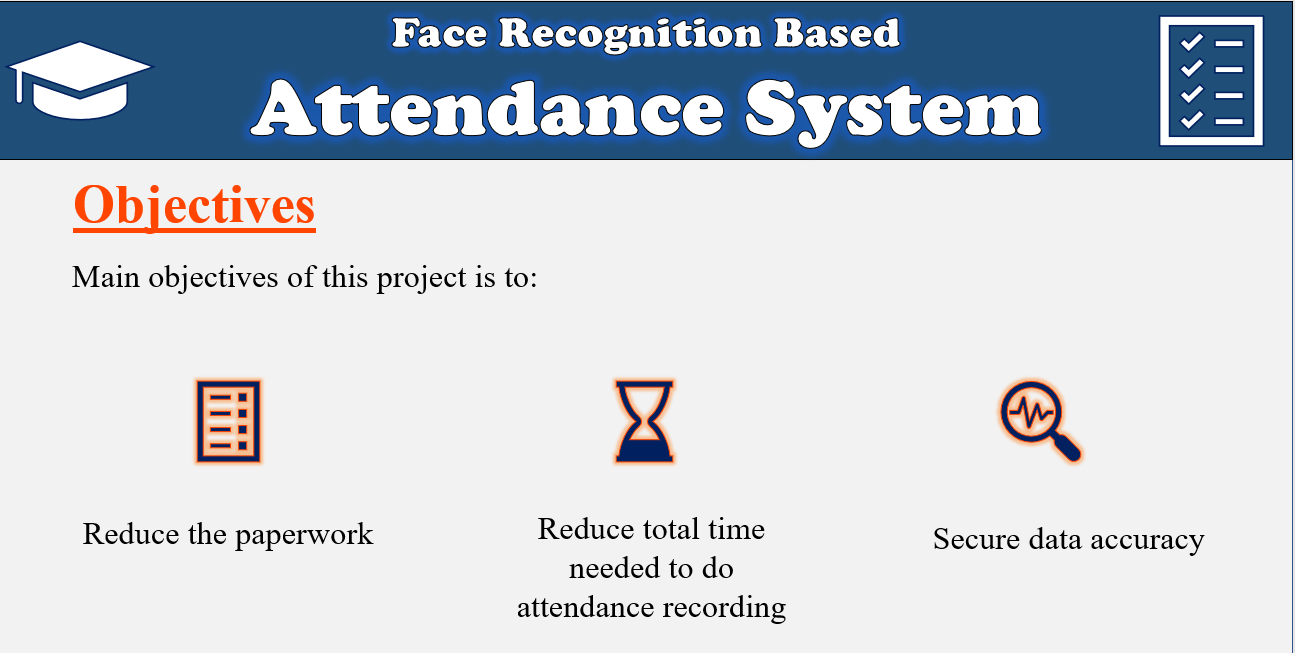 Face Recognition Based
Attendance System
Objectives
Main objectives of this project is to:
Reduce the paperwork
Reduce total time
needed to do
attendance recording
Secure data accuracy